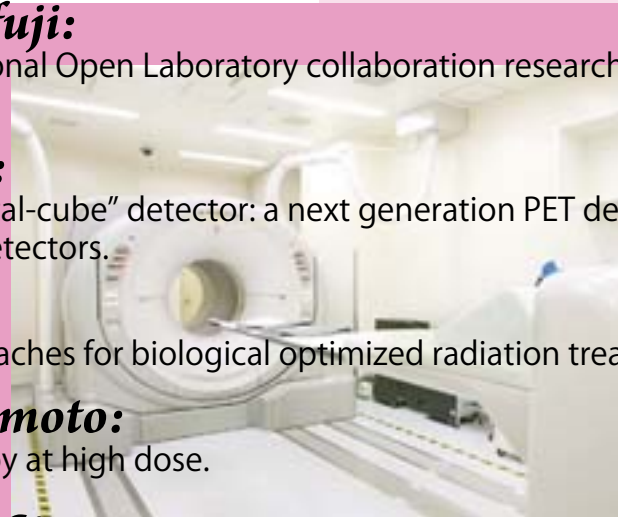 fuji:
onal Open Laboratory collaboration research
:
al-cube” detector: a next generation PET de
etectors.
aches for biological optimized radiation trea
moto:
by at high dose.